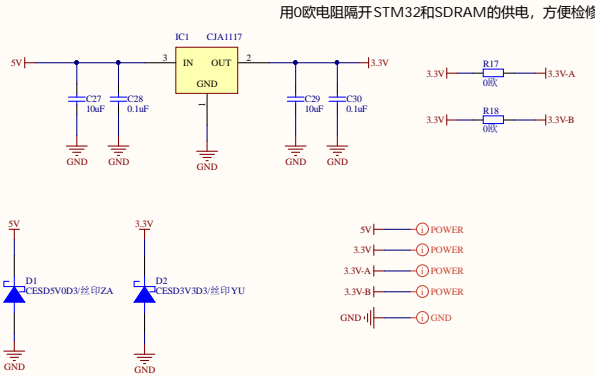 用0欧电阻隔开STM32和SDRAM的供电，方便检修
IC1 CJA1117
5V 3 IN OUT 2 3.3V
GND
1
C27 10uF
C28 0.1uF
C29 10uF
C30 0.1uF
GND GND GND GND GND
R17
3.3V 3.3V-A
0欧
R18
3.3V 3.3V-B
0欧
5V
D1
CESD5V0D3/丝印ZA
GND
3.3V
D2
CESD3V3D3/丝印YU
GND
5V i POWER
3.3V i POWER
3.3V-A i POWER
3.3V-B i POWER
GND i GND